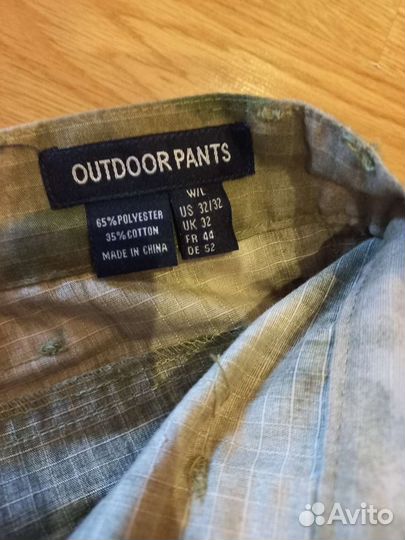 OUTDOOR PANTS
65% POLYESTER
35% COTTON
MADE IN CHINA
W/L
US 32/32
UK 32
FR 44
DE 52
Avito